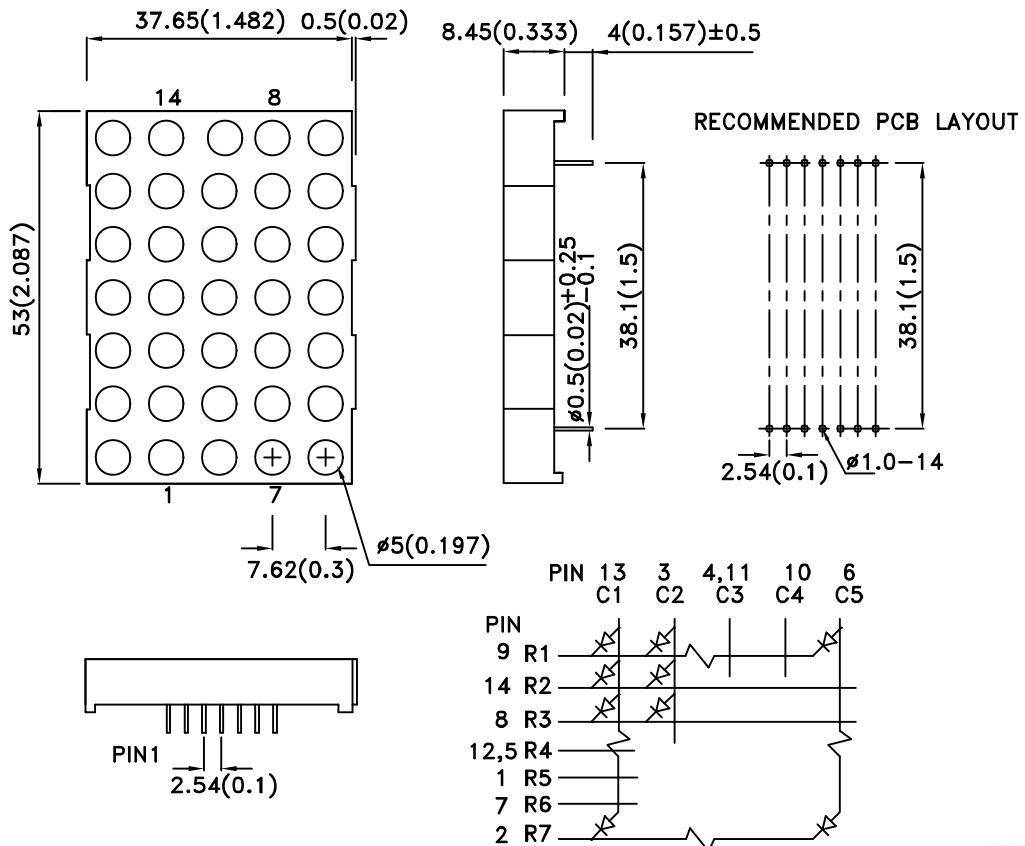 37.65(1.482) 0.5(0.02)
8.45(0.333) 4(0.157)±0.5
14 8
RECOMMENDED PCB LAYOUT
53(2.087)
ø0.5(0.02)+0.25
−0.1
38.1(1.5)
38.1(1.5)
2.54(0.1)
ø1.0−14
1 7
7.62(0.3)
ø5(0.197)
PIN 13 3 4,11 10 6
C1 C2 C3 C4 C5
PIN
9 R1
14 R2
8 R3
12,5 R4
1 R5
7 R6
2 R7
PIN1
2.54(0.1)